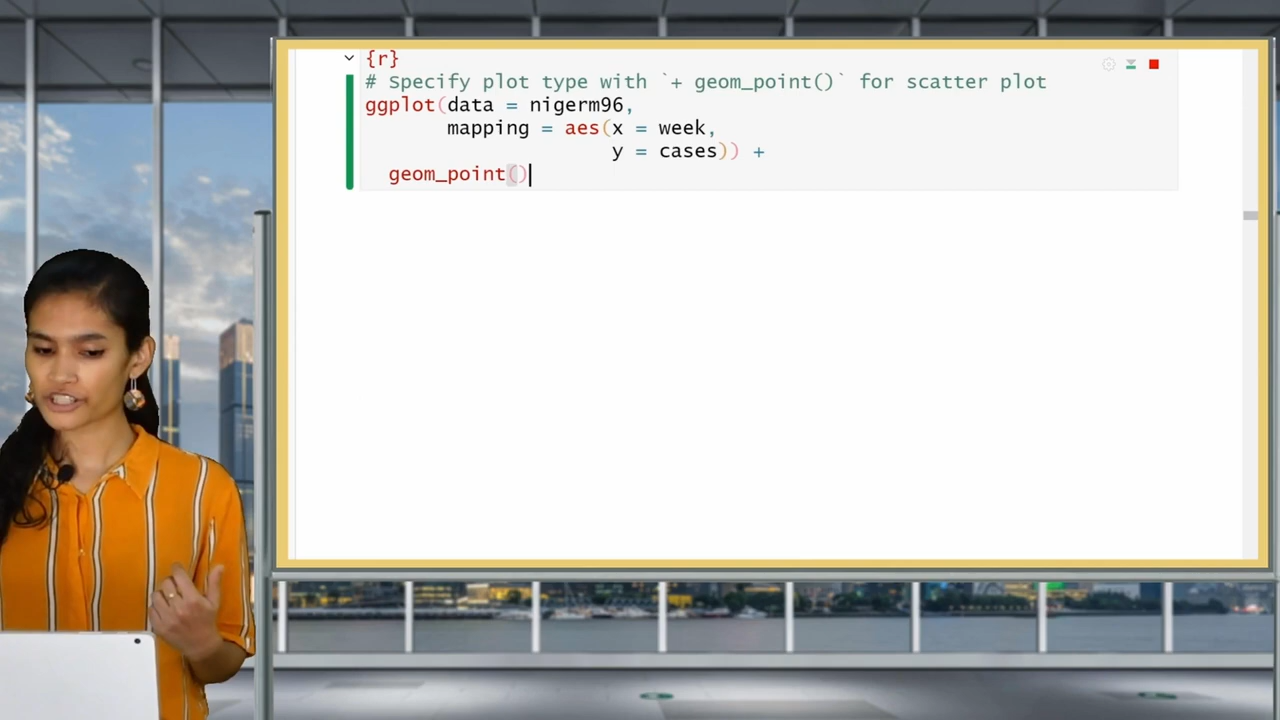 {r}
# Specify plot type with `+ geom_point()` for scatter plot
ggplot(data = nigerm96,
mapping = aes(x = week,
y = cases)) +
geom_point()